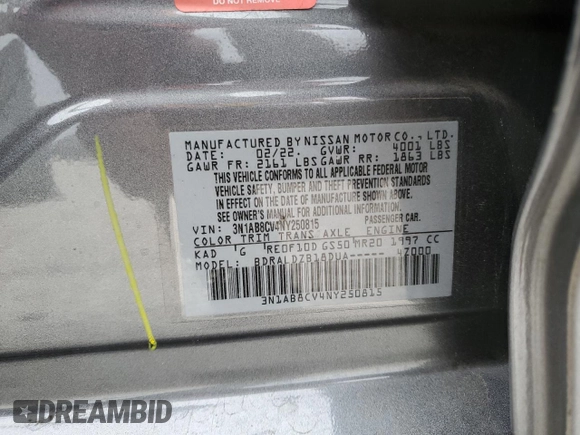 DO NOT REMOVE
MANUFACTURED BY NISSAN MOTOR CO., LTD.
DATE: 02/22. GVWR: 4001 LBS
GAWR FR: 2161 LBS GAWR RR: 1863 LBS
THIS VEHICLE CONFORMS TO ALL APPLICABLE FEDERAL MOTOR
VEHICLE SAFETY, BUMPER AND THEFT PREVENTION STANDARDS
IN EFFECT ON THE DATE OF MANUFACTURE SHOWN ABOVE.
SEE OWNER'S MANUAL FOR ADDITIONAL INFORMATION.
VIN: 3N1AB8CV4NY250815 PASSENGER CAR.
COLOR TRIM TRANS AXLE ENGINE
KAD G RE0F10D GS50 MR20 1997 CC
MODEL: BDRALDZB18DUA----- 4Z000
3N1AB8CV4NY250815
DREAMBID